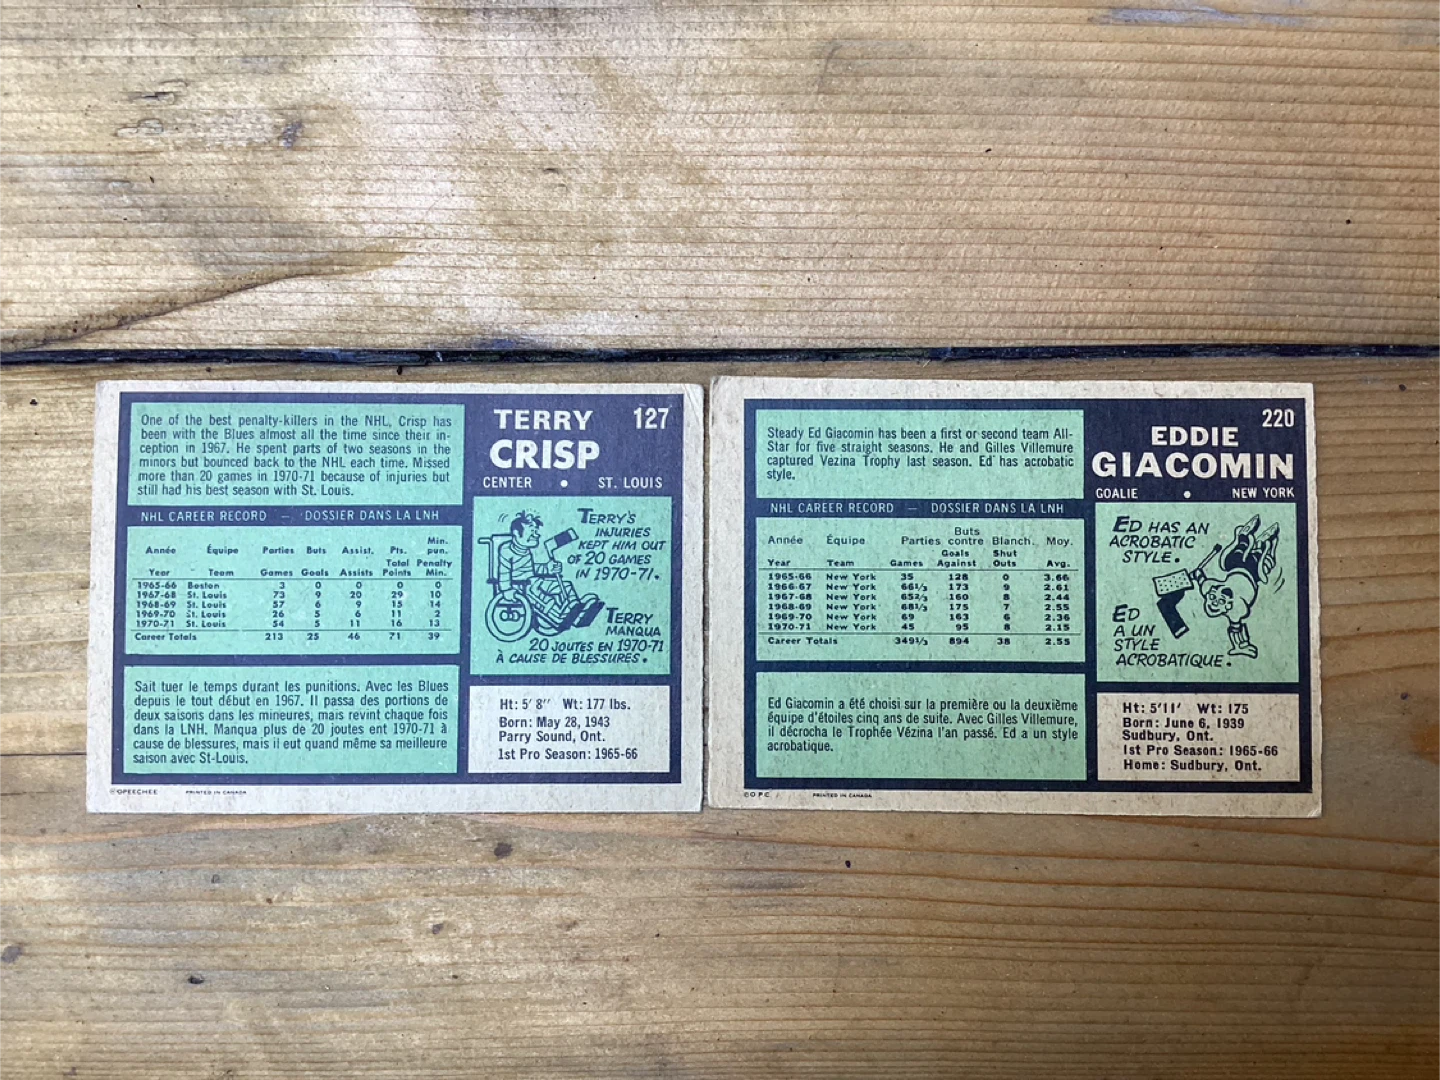 One of the best penalty-killers in the NHL, Crisp has
been with the Blues almost all the time since their in-
ception in 1967. He spent parts of two seasons in the
minors but bounced back to the NHL each time. Missed
more than 20 games in 1970-71 because of injuries but
still had his best season with St. Louis.
TERRY 127
CRISP
CENTER • ST. LOUIS
NHL CAREER RECORD — DOSSIER DANS LA LNH
Année Équipe Parties Buts Assist. Pts. Min. pun.
Year Team Games Goals Assists Total Points Penalty Min.
1965-66 Boston 3 0 0 0 0
1967-68 St. Louis 73 9 20 29 10
1968-69 St. Louis 57 6 9 15 14
1969-70 St. Louis 26 5 6 11 2
1970-71 St. Louis 54 5 11 16 13
Career Totals 213 25 46 71 39
TERRY'S
INJURIES
KEPT HIM OUT
OF 20 GAMES
IN 1970-71.
TERRY
MANQUA
20 JOUTES EN 1970-71
À CAUSE DE BLESSURES.
Sait tuer le temps durant les punitions. Avec les Blues
depuis le tout début en 1967. Il passa des portions de
deux saisons dans les mineures, mais revint chaque fois
dans la LNH. Manqua plus de 20 joutes ent 1970-71 à
cause de blessures, mais il eut quand même sa meilleure
saison avec St-Louis.
Ht: 5' 8" Wt: 177 lbs.
Born: May 28, 1943
Parry Sound, Ont.
1st Pro Season: 1965-66
©OPEECHEE PRINTED IN CANADA
Steady Ed Giacomin has been a first or second team All-
Star for five straight seasons. He and Gilles Villemure
captured Vezina Trophy last season. Ed has acrobatic
style.
220
EDDIE
GIACOMIN
GOALIE • NEW YORK
NHL CAREER RECORD — DOSSIER DANS LA LNH
Année Équipe Parties Buts contre Blanch. Moy.
Year Team Games Goals Against Shut Outs Avg.
1965-66 New York 35 128 0 3.66
1966-67 New York 66⅓ 173 9 2.61
1967-68 New York 65⅔ 160 8 2.44
1968-69 New York 68⅓ 175 7 2.55
1969-70 New York 69 163 6 2.36
1970-71 New York 45 95 8 2.15
Career Totals 349⅓ 894 38 2.55
ED HAS AN
ACROBATIC
STYLE.
ED
A UN
STYLE
ACROBATIQUE.
Ed Giacomin a été choisi sur la première ou la deuxième
équipe d'étoiles cinq ans de suite. Avec Gilles Villemure,
il décrocha le Trophée Vézina l'an passé. Ed a un style
acrobatique.
Ht: 5'11' Wt: 175
Born: June 6, 1939
Sudbury, Ont.
1st Pro Season: 1965-66
Home: Sudbury, Ont.
©O.P.C. PRINTED IN CANADA